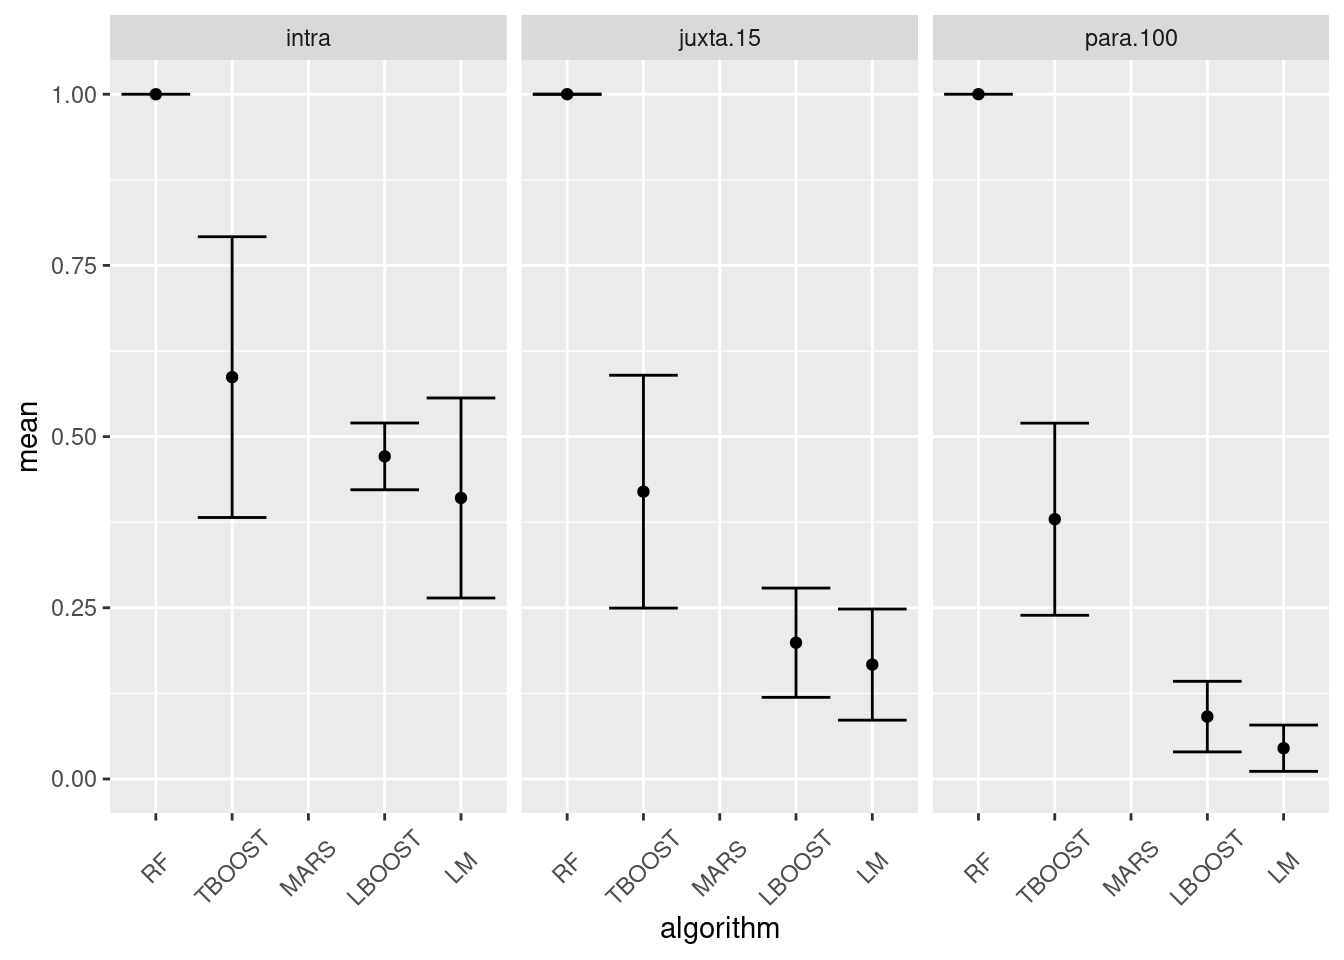 intra
juxta.15
para.100
1.00
0.75
0.50
0.25
0.00
mean
RF
TBOOST
MARS
LBOOST
LM
RF
TBOOST
MARS
LBOOST
LM
RF
TBOOST
MARS
LBOOST
LM
algorithm